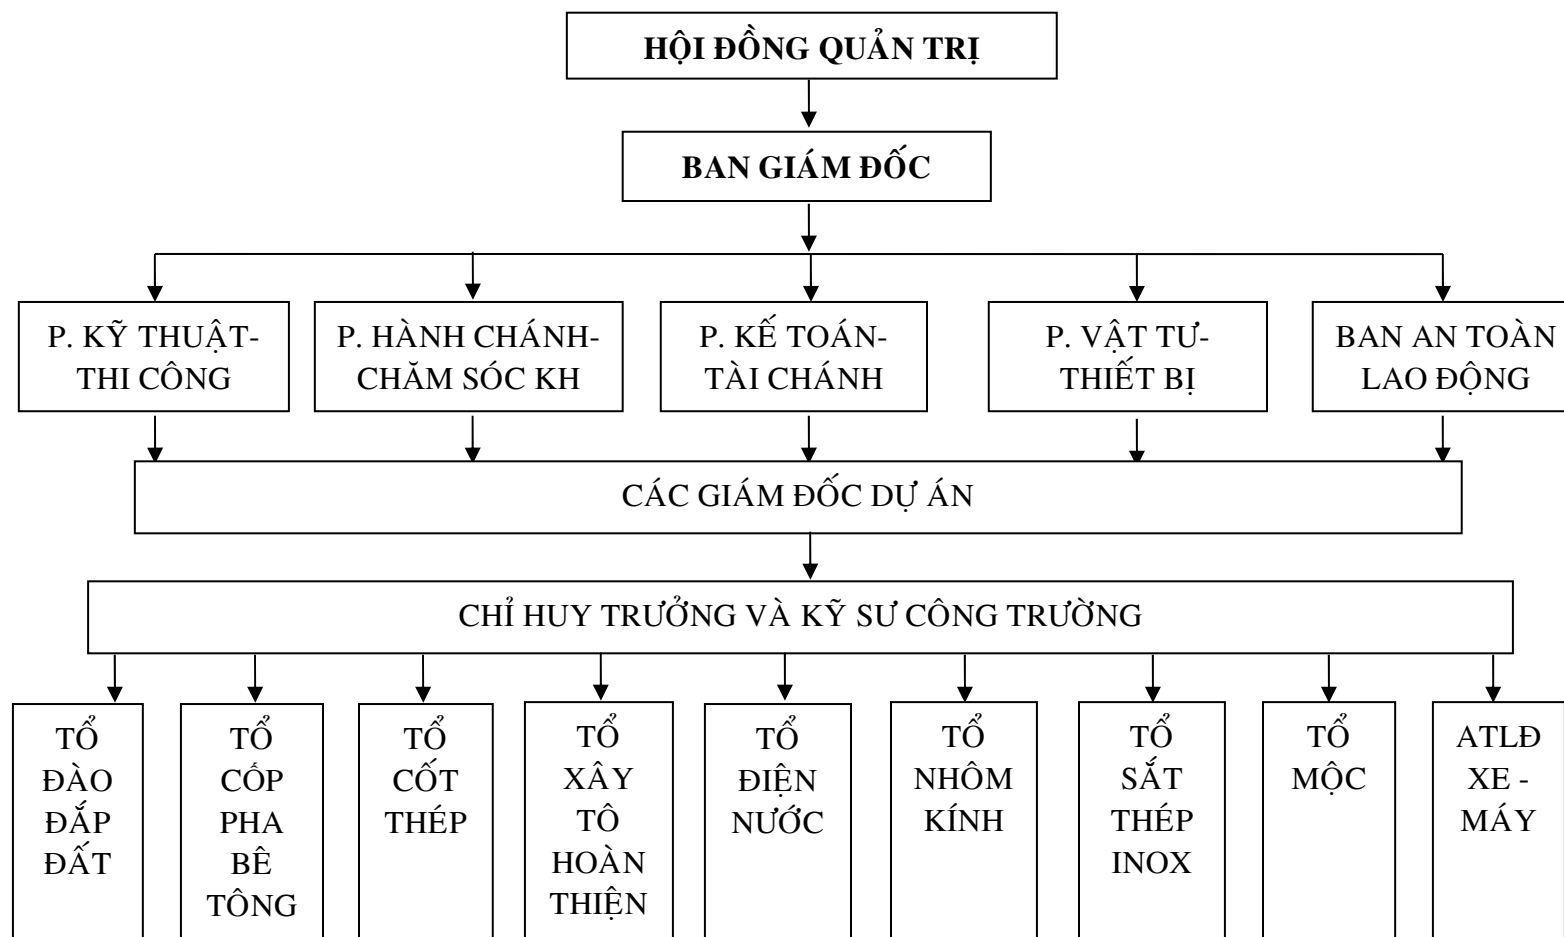 HỘI ĐỒNG QUẢN TRỊ
BAN GIÁM ĐỐC
P. KỸ THUẬT-
THI CÔNG
P. HÀNH CHÁNH-
CHĂM SÓC KH
P. KẾ TOÁN-
TÀI CHÁNH
P. VẬT TƯ-
THIẾT BỊ
BAN AN TOÀN
LAO ĐỘNG
CÁC GIÁM ĐỐC DỰ ÁN
CHỈ HUY TRƯỞNG VÀ KỸ SƯ CÔNG TRƯỜNG
TỔ
ĐÀO
ĐẮP
ĐẤT
TỔ
CỐP
PHA
BÊ
TÔNG
TỔ
CỐT
THÉP
TỔ
XÂY
TÔ
HOÀN
THIỆN
TỔ
ĐIỆN
NƯỚC
TỔ
NHÔM
KÍNH
TỔ
SẮT
THÉP
INOX
TỔ
MỘC
ATLĐ
XE -
MÁY